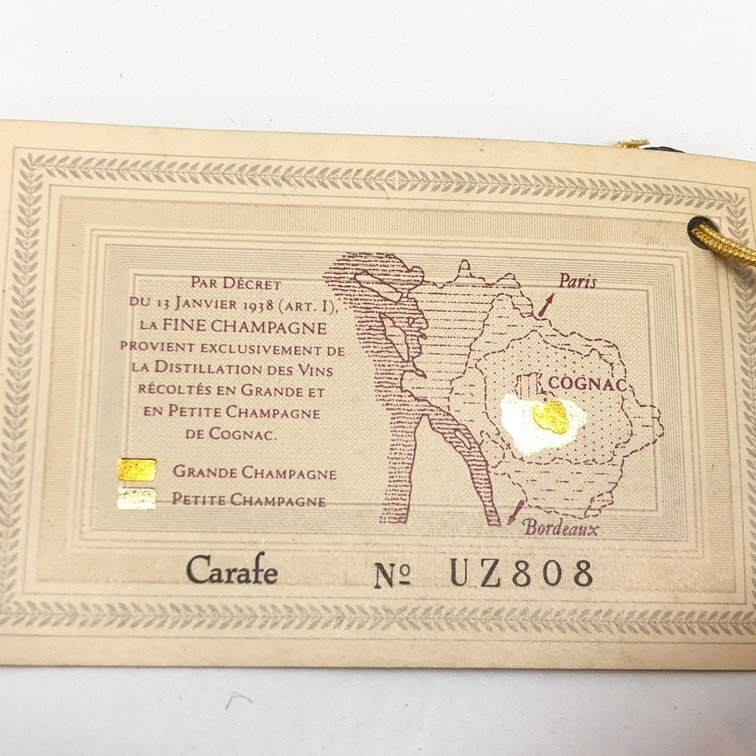 PAR DÉCRET
DU 13 JANVIER 1938 (ART. I),
LA FINE CHAMPAGNE
PROVIENT EXCLUSIVEMENT DE
LA DISTILLATION DES VINS
RÉCOLTÉS EN GRANDE ET
EN PETITE CHAMPAGNE
DE COGNAC.
GRANDE CHAMPAGNE
PETITE CHAMPAGNE
Paris
COGNAC
Bordeaux
Carafe Nº UZ808